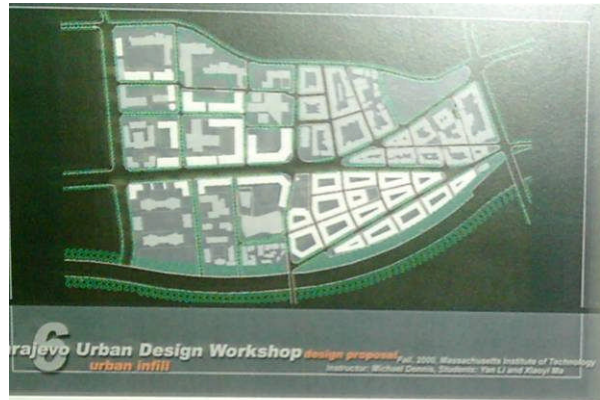 6
arajevo Urban Design Workshop design proposal
urban infill
Fall, 2000, Massachusetts Institute of Technology
Instructor: Michael Dennis, Students: Yan Li and Xiaoyi Ma